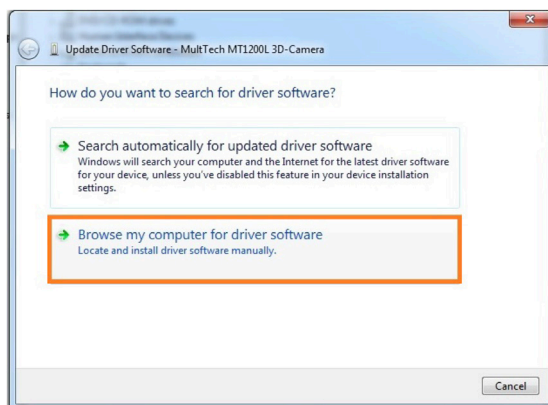 Update Driver Software - MultTech MT1200L 3D-Camera
How do you want to search for driver software?
Search automatically for updated driver software
Windows will search your computer and the Internet for the latest driver software
for your device, unless you've disabled this feature in your device installation
settings.
Browse my computer for driver software
Locate and install driver software manually.
Cancel